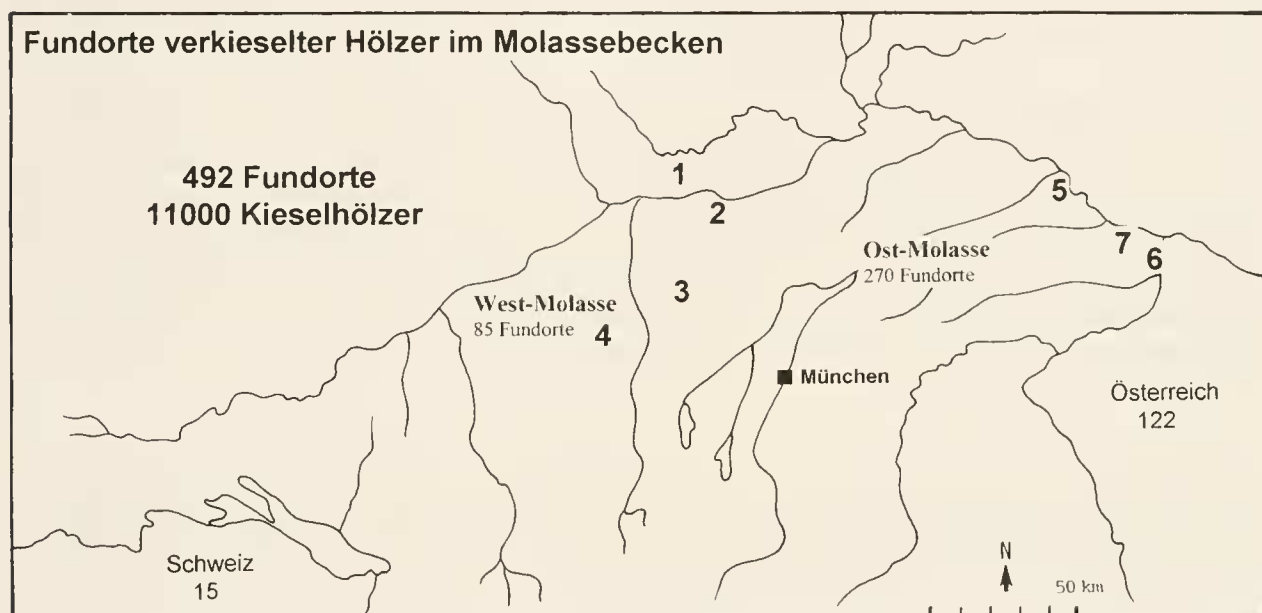 Fundorte verkieselter Hölzer im Molassebecken
492 Fundorte
11000 Kieselhölzer
1
2
5
7
6
Ost-Molasse
270 Fundorte
3
West-Molasse
85 Fundorte
4
München
Österreich
122
Schweiz
15
N
50 km